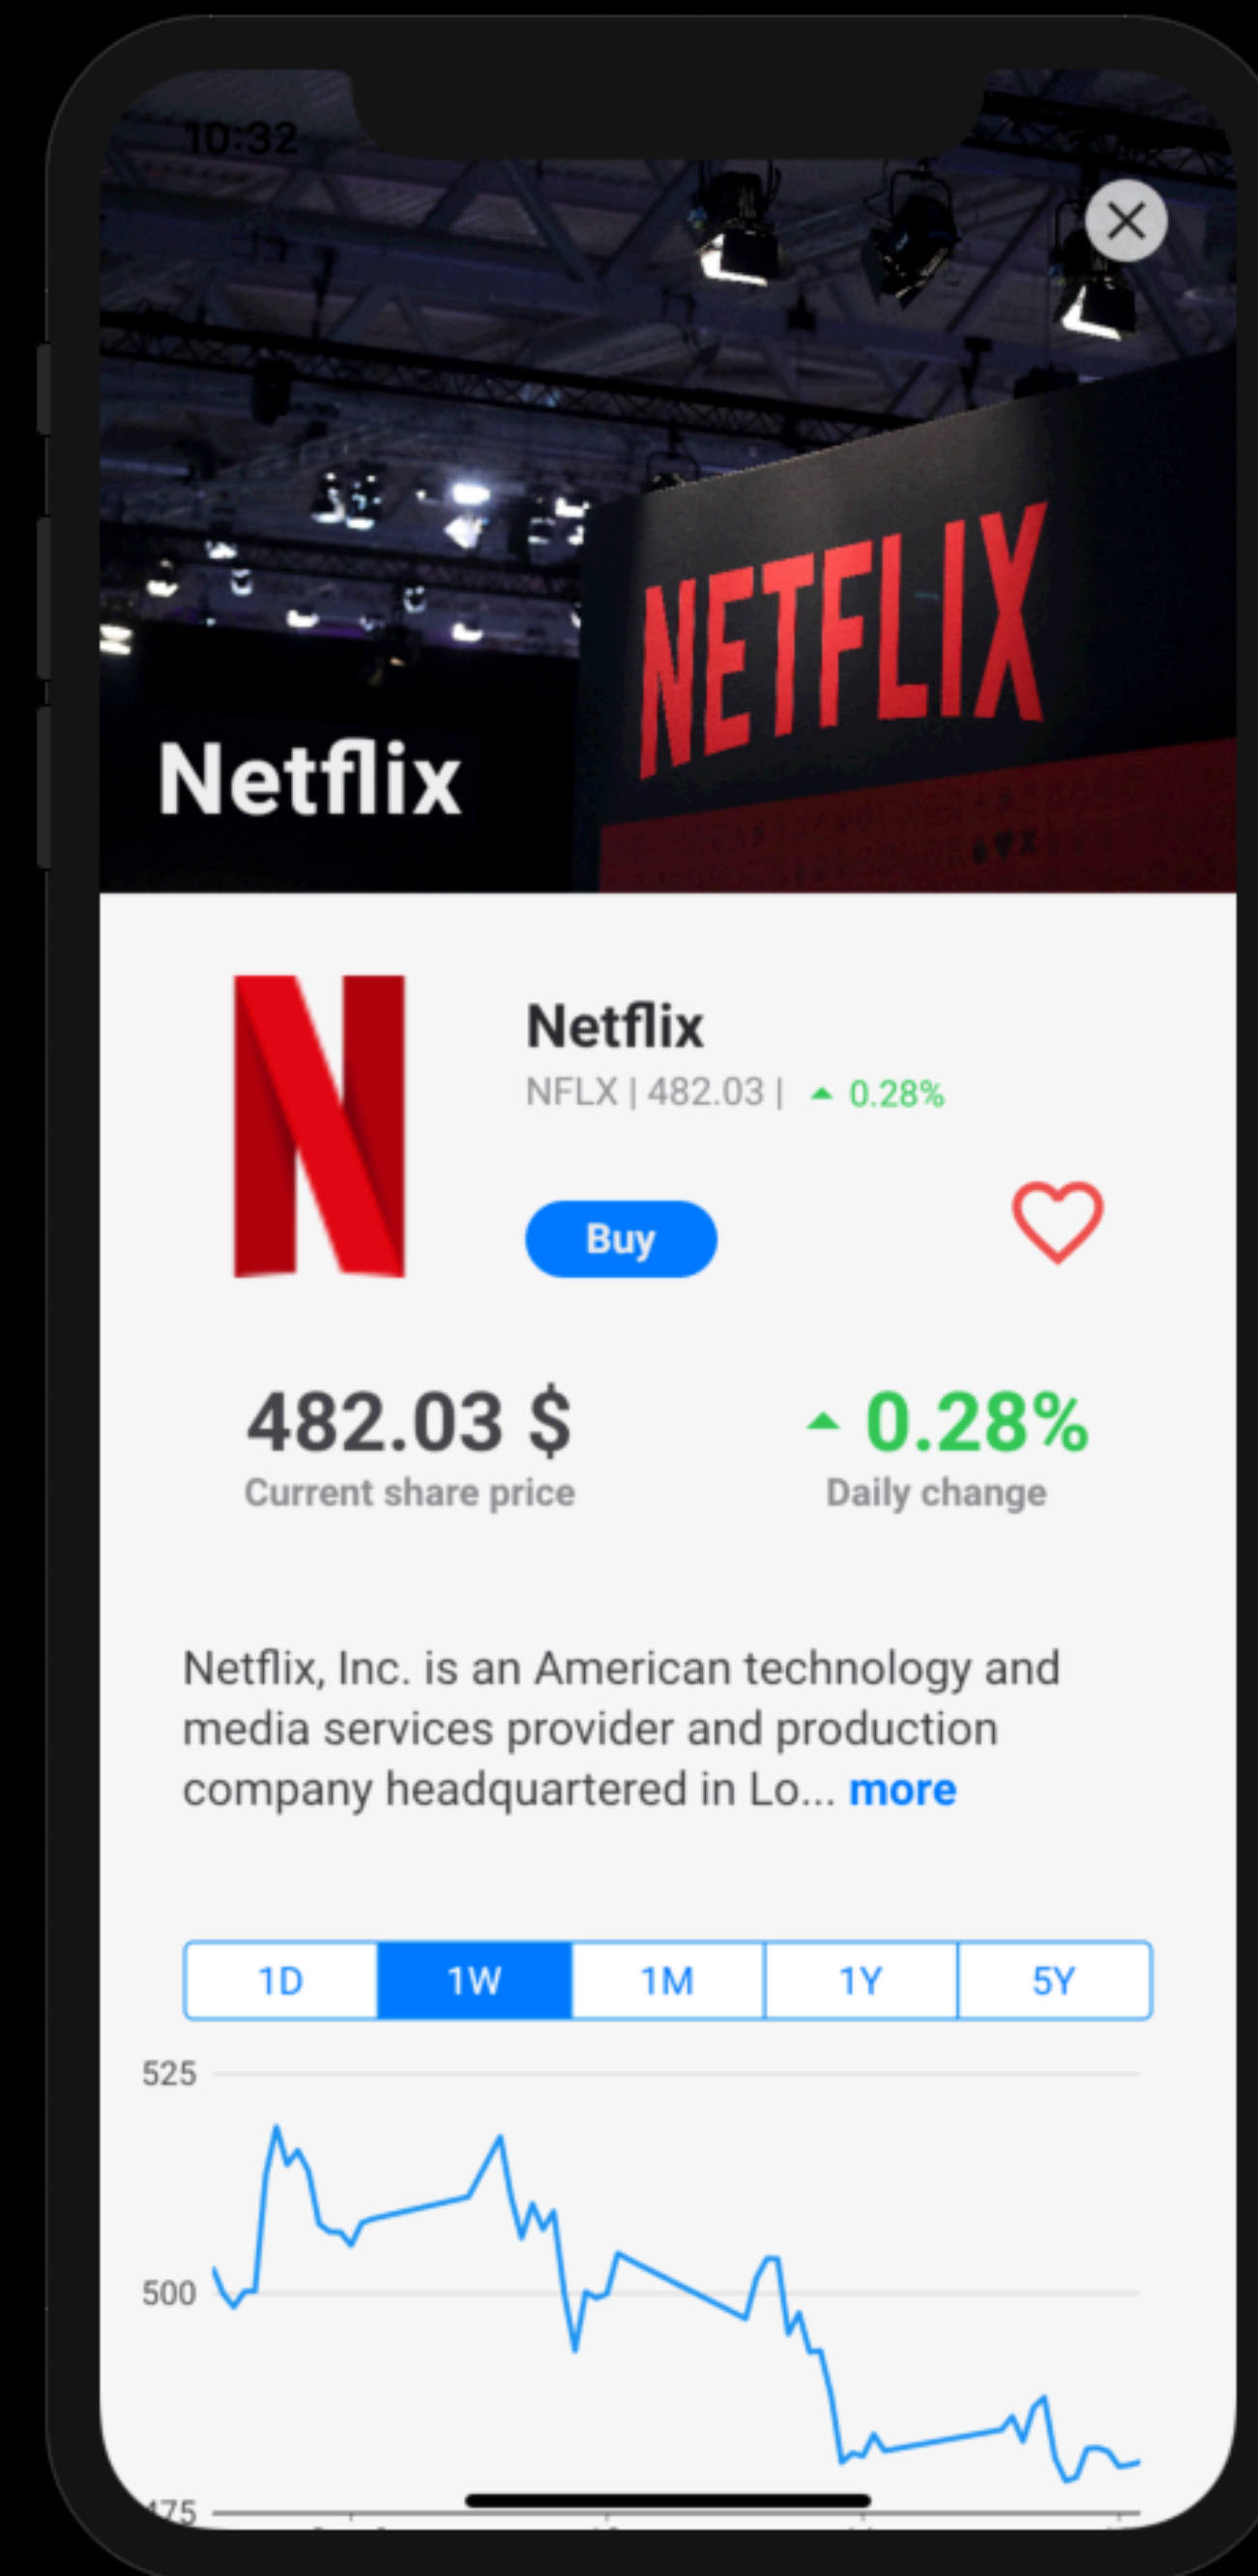 10:32
NETFLIX
Netflix
Netflix
NFLX | 482.03 | 0.28%
Buy
482.03 $ 0.28%
Current share price Daily change
Netflix, Inc. is an American technology and
media services provider and production
company headquartered in Lo... more
1D 1W 1M 1Y 5Y
525
500
475